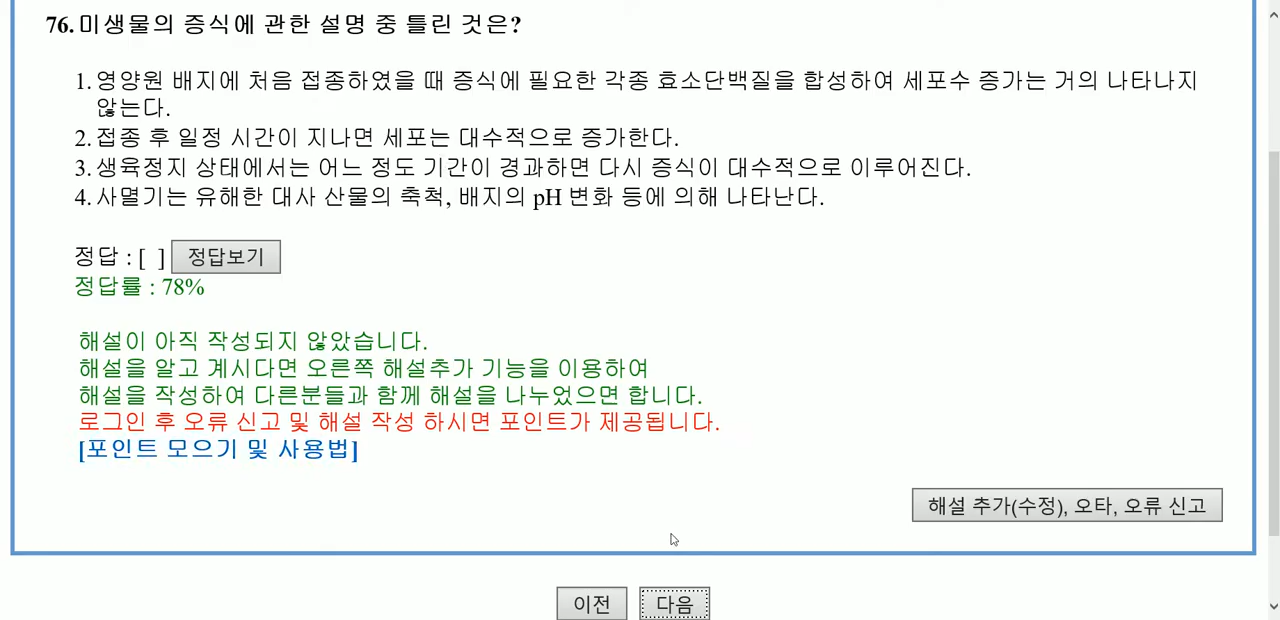 76. 미생물의 증식에 관한 설명 중 틀린 것은?
1. 영양원 배지에 처음 접종하였을 때 증식에 필요한 각종 효소단백질을 합성하여 세포수 증가는 거의 나타나지
않는다.
2. 접종 후 일정 시간이 지나면 세포는 대수적으로 증가한다.
3. 생육정지 상태에서는 어느 정도 기간이 경과하면 다시 증식이 대수적으로 이루어진다.
4. 사멸기는 유해한 대사 산물의 축척, 배지의 pH 변화 등에 의해 나타난다.
정답 : [ ] 정답보기
정답률 : 78%
해설이 아직 작성되지 않았습니다.
해설을 알고 계시다면 오른쪽 해설추가 기능을 이용하여
해설을 작성하여 다른분들과 함께 해설을 나누었으면 합니다.
로그인 후 오류 신고 및 해설 작성 하시면 포인트가 제공됩니다.
[포인트 모으기 및 사용법]
해설 추가(수정), 오타, 오류 신고
이전 다음